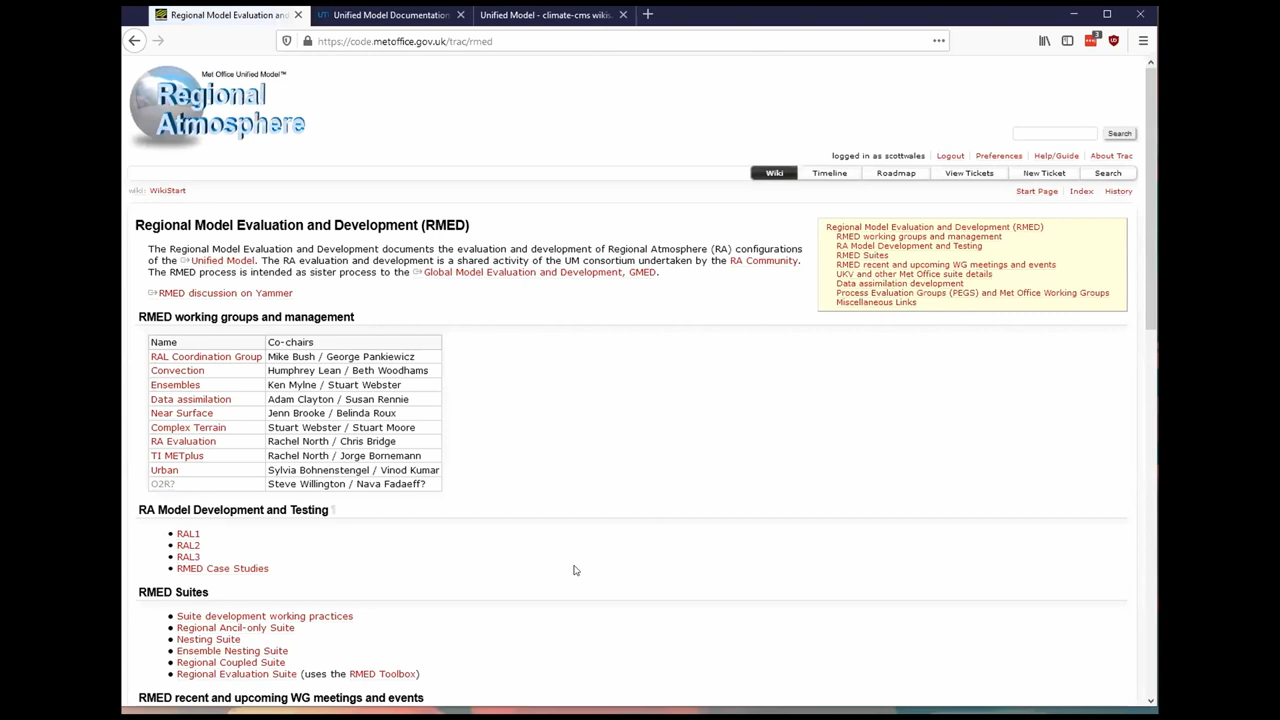 Regional Model Evaluation and
Unified Model Documentation
Unified Model - climate-cms wikis.
https://code.metoffice.gov.uk/trac/rmed
3
Met Office Unified Model™
Regional
Atmosphere
Search
logged in as scottwales
Logout
Preferences
Help/Guide
About Trac
Wiki
Timeline
Roadmap
View Tickets
New Ticket
Search
wiki: WikiStart
Start Page
Index
History
Regional Model Evaluation and Development (RMED)
The Regional Model Evaluation and Development documents the evaluation and development of Regional Atmosphere (RA) configurations
of the Unified Model. The RA evaluation and development is a shared activity of the UM consortium undertaken by the RA Community.
The RMED process is intended as sister process to the Global Model Evaluation and Development, GMED.
RMED discussion on Yammer
Regional Model Evaluation and Development (RMED)
RMED working groups and management
RA Model Development and Testing
RMED Suites
RMED recent and upcoming WG meetings and events
UKV and other Met Office suite details
Data assimilation development
Process Evaluation Groups (PEGS) and Met Office Working Groups
Miscellaneous Links
RMED working groups and management
Name Co-chairs
RAL Coordination Group Mike Bush / George Pankiewicz
Convection Humphrey Lean / Beth Woodhams
Ensembles Ken Mylne / Stuart Webster
Data assimilation Adam Clayton / Susan Rennie
Near Surface Jenn Brooke / Belinda Roux
Complex Terrain Stuart Webster / Stuart Moore
RA Evaluation Rachel North / Chris Bridge
TI METplus Rachel North / Jorge Bornemann
Urban Sylvia Bohnenstengel / Vinod Kumar
O2R? Steve Willington / Nava Fadaeff?
RA Model Development and Testing ¶
• RAL1
• RAL2
• RAL3
• RMED Case Studies
RMED Suites
• Suite development working practices
• Regional Ancil-only Suite
• Nesting Suite
• Ensemble Nesting Suite
• Regional Coupled Suite
• Regional Evaluation Suite (uses the RMED Toolbox)
RMED recent and upcoming WG meetings and events